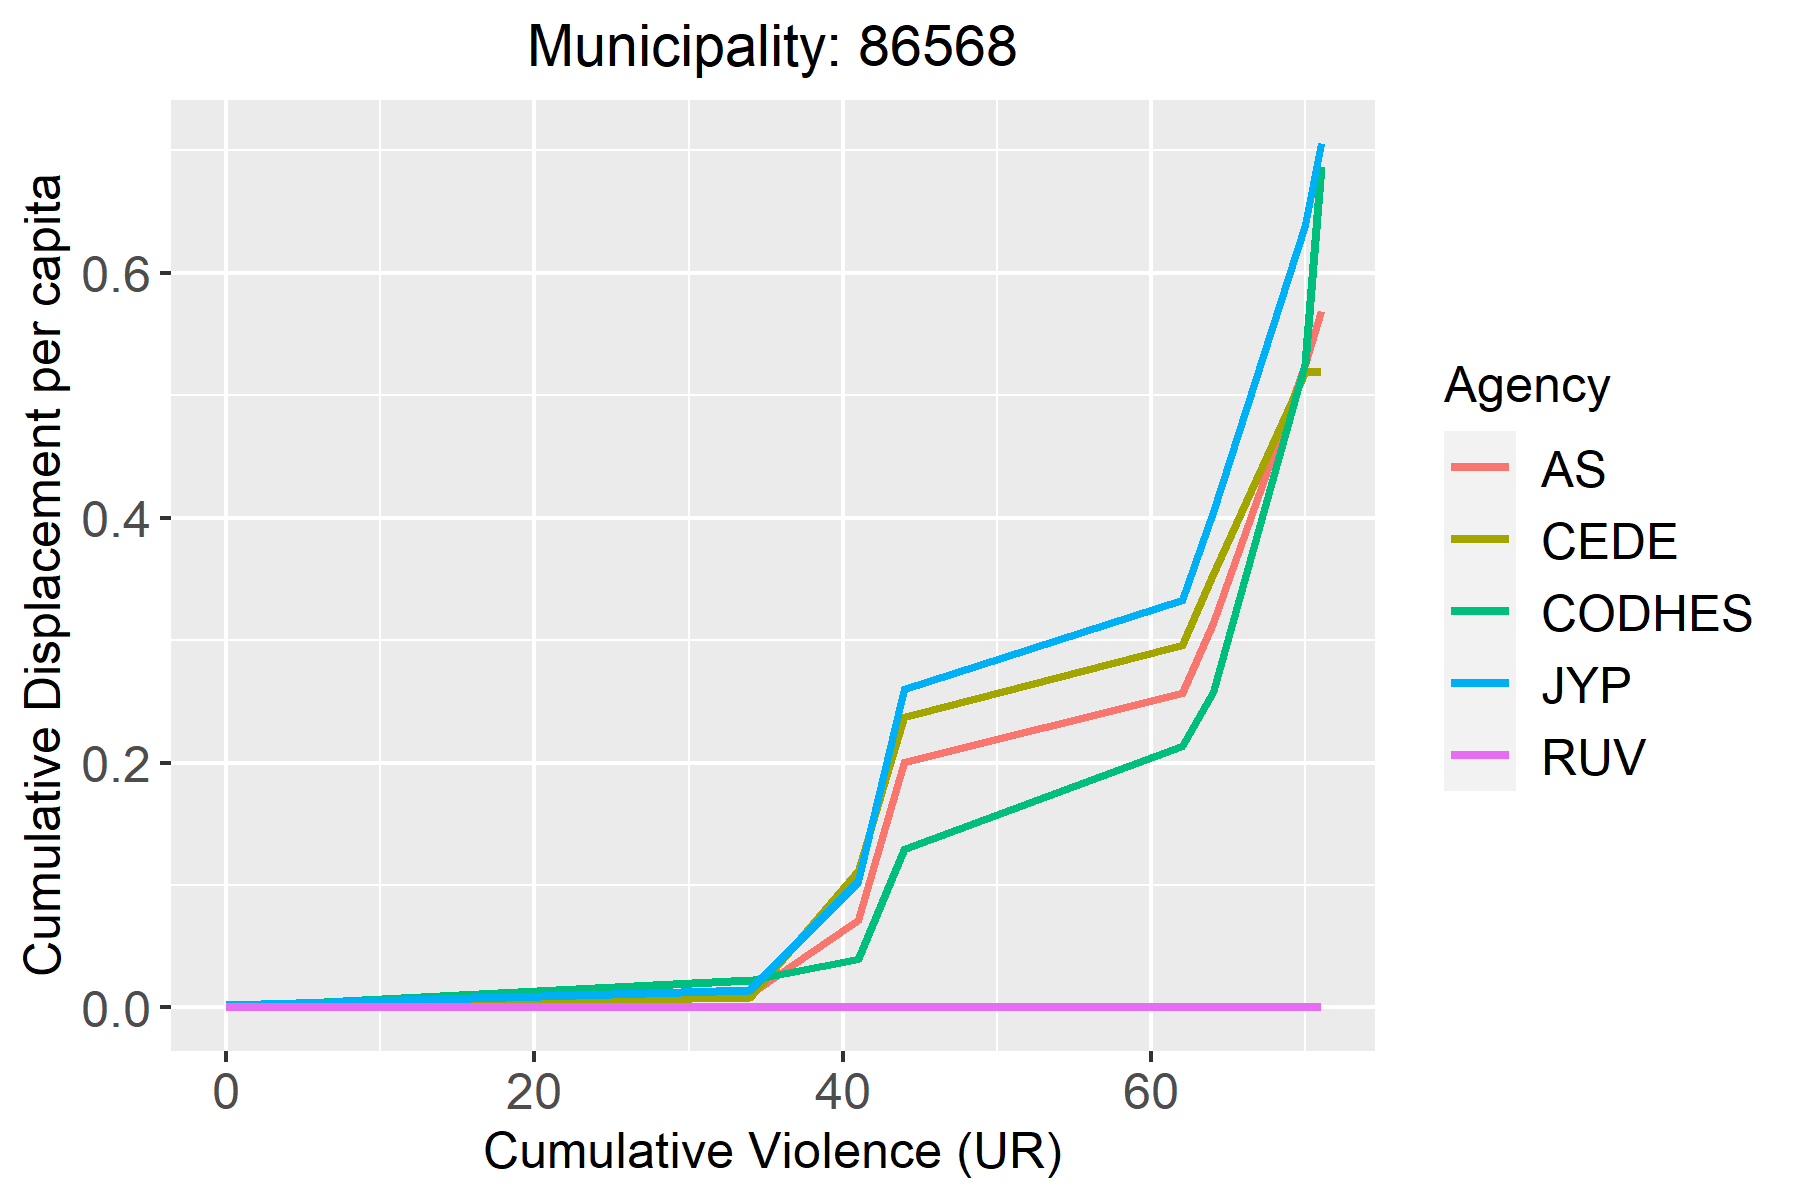 Municipality: 86568
Cumulative Displacement per capita
0.6
0.4
0.2
0.0
0 20 40 60
Cumulative Violence (UR)
Agency
AS
CEDE
CODHES
JYP
RUV